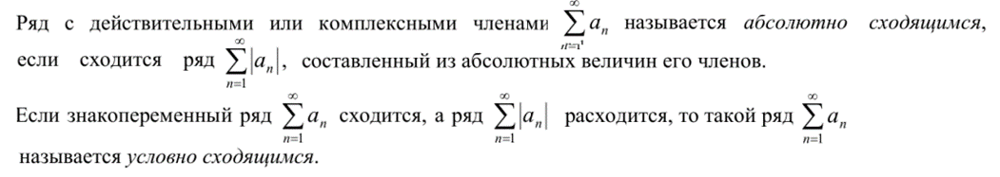 Ряд с действительными или комплексными членами $\sum_{n=1}^{\infty} a_n$ называется абсолютно сходящимся,
если сходится ряд $\sum_{n=1}^{\infty} |a_n|$, составленный из абсолютных величин его членов.
Если знакопеременный ряд $\sum_{n=1}^{\infty} a_n$ сходится, а ряд $\sum_{n=1}^{\infty} |a_n|$ расходится, то такой ряд $\sum_{n=1}^{\infty} a_n$
называется условно сходящимся.